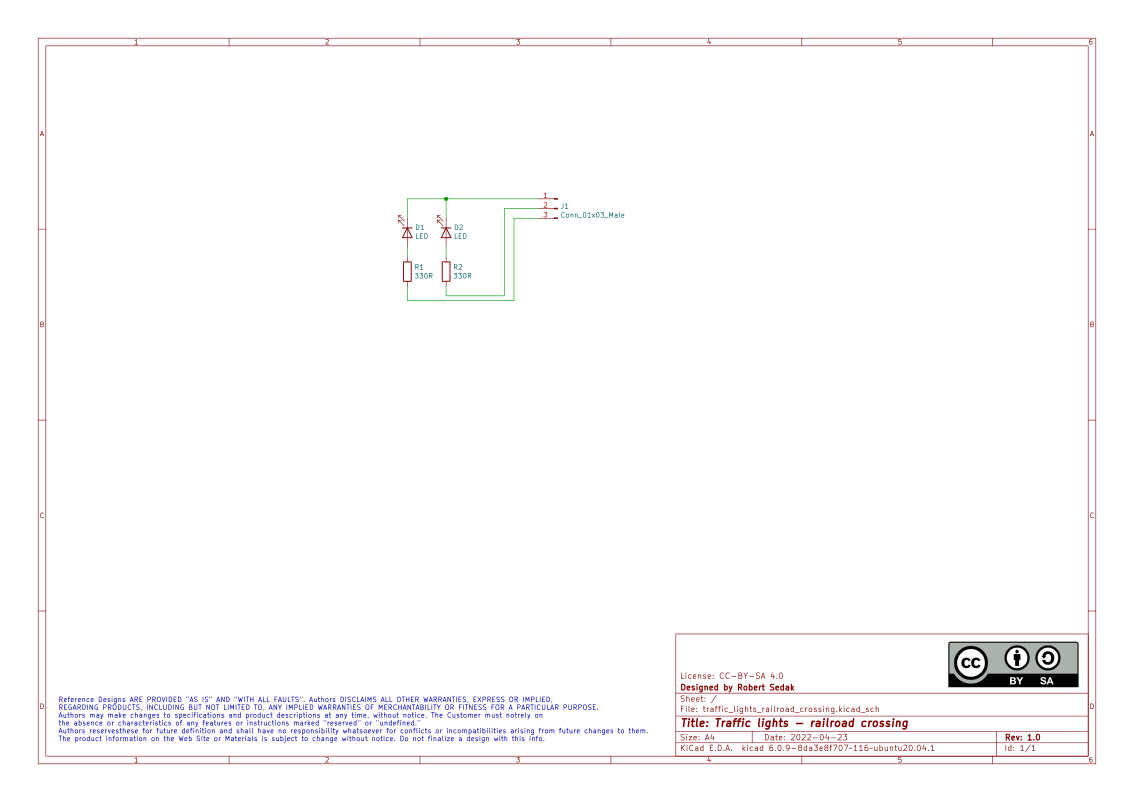 1 2 3 4 5 6
A A
1
2 J1
3 Conn_01x03_Male
D1 D2
LED LED
R1 R2
330R 330R
B B
C C
CC
BY SA
License: CC-BY-SA 4.0
Designed by Robert Sedak
Sheet: /
File: traffic_lights_railroad_crossing.kicad_sch
Title: Traffic lights – railroad crossing
Size: A4 Date: 2022-04-23 Rev: 1.0
KiCad E.D.A. kicad 6.0.9-8da3e8f707~116~ubuntu20.04.1 Id: 1/1
D D
Reference Designs ARE PROVIDED "AS IS" AND "WITH ALL FAULTS". Authors DISCLAIMS ALL OTHER WARRANTIES, EXPRESS OR IMPLIED,
REGARDING PRODUCTS, INCLUDING BUT NOT LIMITED TO, ANY IMPLIED WARRANTIES OF MERCHANTABILITY OR FITNESS FOR A PARTICULAR PURPOSE.
Authors may make changes to specifications and product descriptions at any time, without notice. The Customer must notrely on
the absence or characteristics of any features or instructions marked "reserved" or "undefined."
Authors reservesthese for future definition and shall have no responsibility whatsoever for conflicts or incompatibilities arising from future changes to them.
The product information on the Web Site or Materials is subject to change without notice. Do not finalize a design with this info.
1 2 3 4 5 6